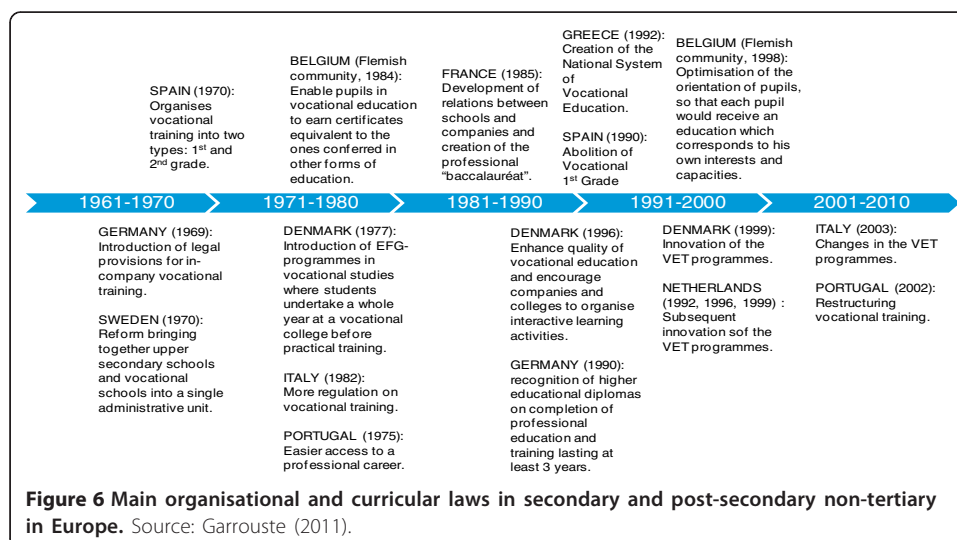 SPAIN (1970):
Organises
vocational
training into two
types: 1st and
2nd grade.
BELGIUM (Flemish
community, 1984):
Enable pupils in
vocational education
to earn certificates
equivalent to the
ones conferred in
other forms of
education.
FRANCE (1985):
Development of
relations between
schools and
companies and
creation of the
professional
“baccalauréat”.
GREECE (1992):
Creation of the
National System
of
Vocational
Education.
SPAIN (1990):
Abolition of
Vocational
1st Grade
BELGIUM (Flemish
community, 1998):
Optimisation of the
orientation of pupils,
so that each pupil
would receive an
education which
corresponds to his
own interests and
capacities.
1961-1970
1971-1980
1981-1990
1991-2000
2001-2010
GERMANY (1969):
Introduction of legal
provisions for in-
company vocational
training.
SWEDEN (1970):
Reform bringing
together upper
secondary schools
and vocational
schools into a single
administrative unit.
DENMARK (1977):
Introduction of EFG-
programmes in
vocational studies
where students
undertake a whole
year at a vocational
college before
practical training.
ITALY (1982):
More regulation on
vocational training.
PORTUGAL (1975):
Easier access to a
professional career.
DENMARK (1996):
Enhance quality of
vocational education
and encourage
companies and
colleges to organise
interactive learning
activities.
GERMANY (1990):
recognition of higher
educational diplomas
on completion of
professional
education and
training lasting at
least 3 years.
DENMARK (1999):
Innovation of the
VET programmes.
NETHERLANDS
(1992, 1996, 1999) :
Subsequent
innovation sof the
VET programmes.
ITALY (2003):
Changes in the VET
programmes.
PORTUGAL (2002):
Restructuring
vocational training.
Figure 6 Main organisational and curricular laws in secondary and post-secondary non-tertiary
in Europe. Source: Garrouste (2011).